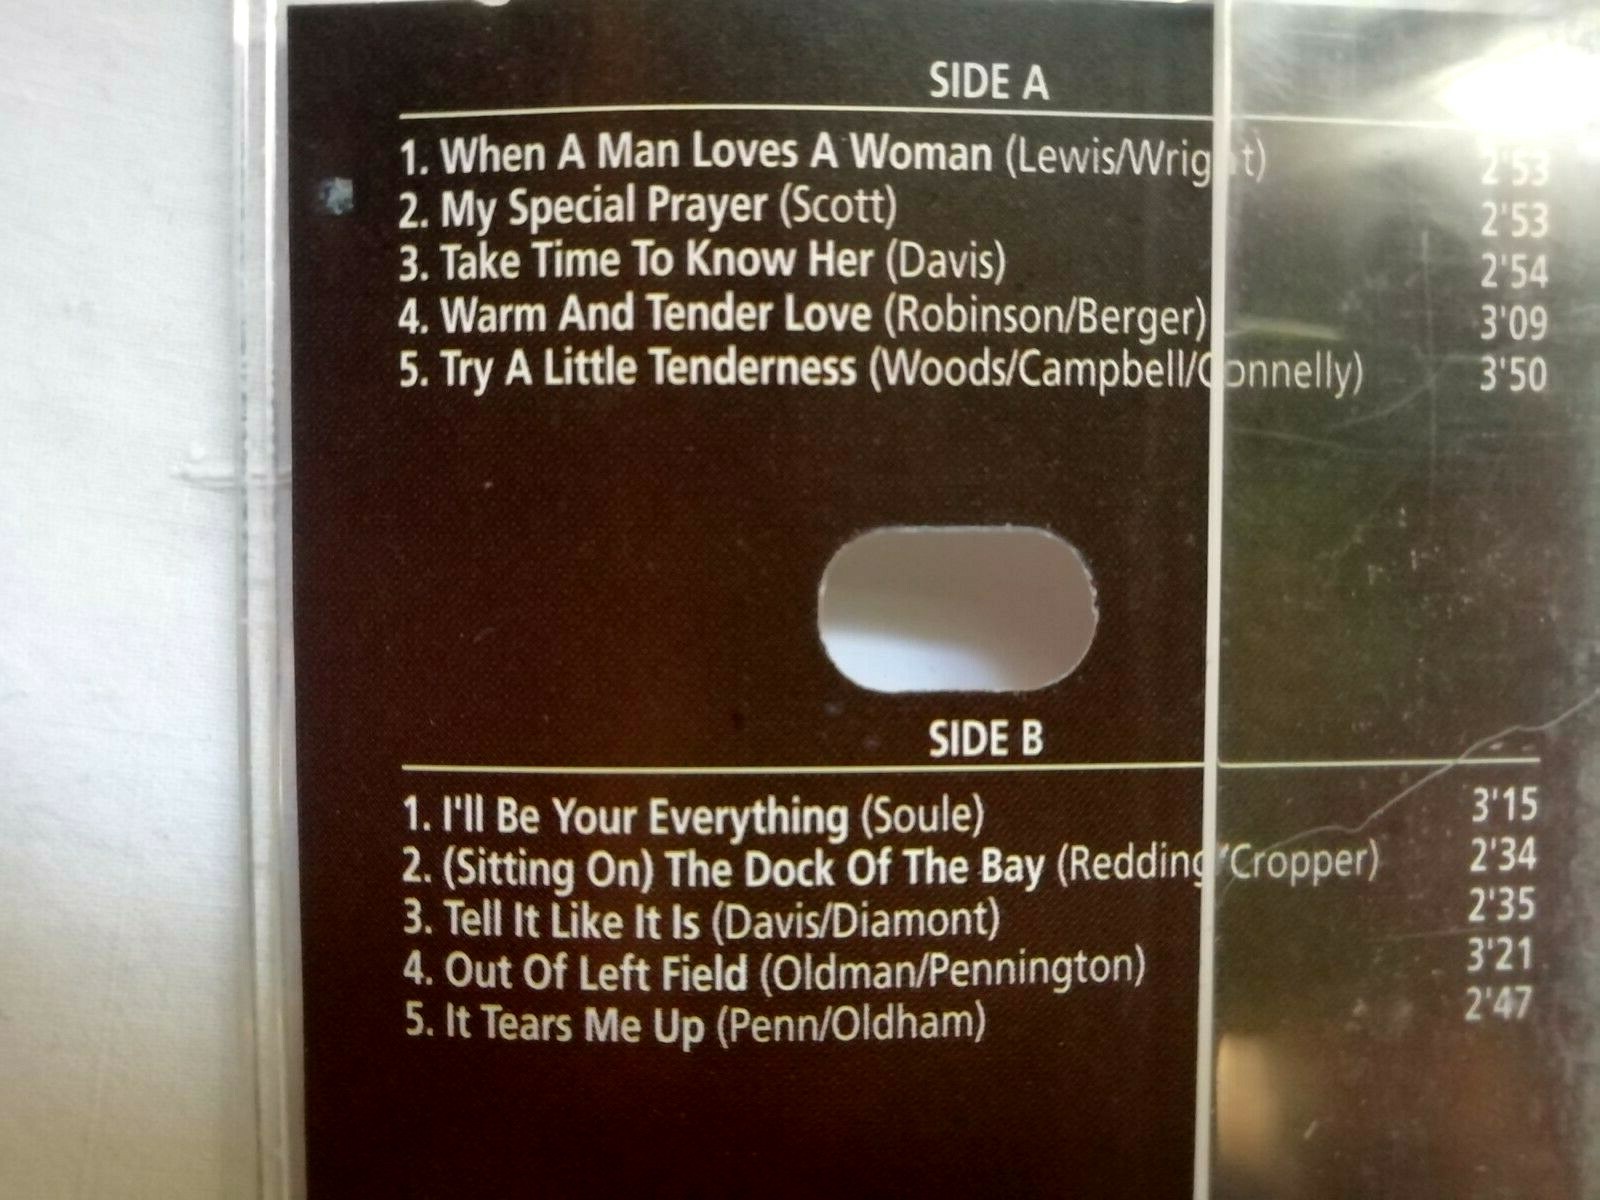 SIDE A
1. When A Man Loves A Woman (Lewis/Wright) 2'53
2. My Special Prayer (Scott) 2'53
3. Take Time To Know Her (Davis) 2'54
4. Warm And Tender Love (Robinson/Berger) 3'09
5. Try A Little Tenderness (Woods/Campbell/Connelly) 3'50
SIDE B
1. I'll Be Your Everything (Soule) 3'15
2. (Sitting On) The Dock Of The Bay (Redding/Cropper) 2'34
3. Tell It Like It Is (Davis/Diamont) 2'35
4. Out Of Left Field (Oldman/Pennington) 3'21
5. It Tears Me Up (Penn/Oldham) 2'47